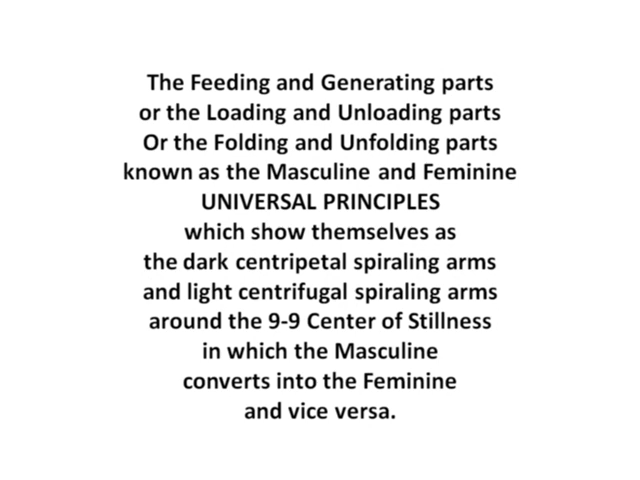 The Feeding and Generating parts
or the Loading and Unloading parts
Or the Folding and Unfolding parts
known as the Masculine and Feminine
UNIVERSAL PRINCIPLES
which show themselves as
the dark centripetal spiraling arms
and light centrifugal spiraling arms
around the 9-9 Center of Stillness
in which the Masculine
converts into the Feminine
and vice versa.